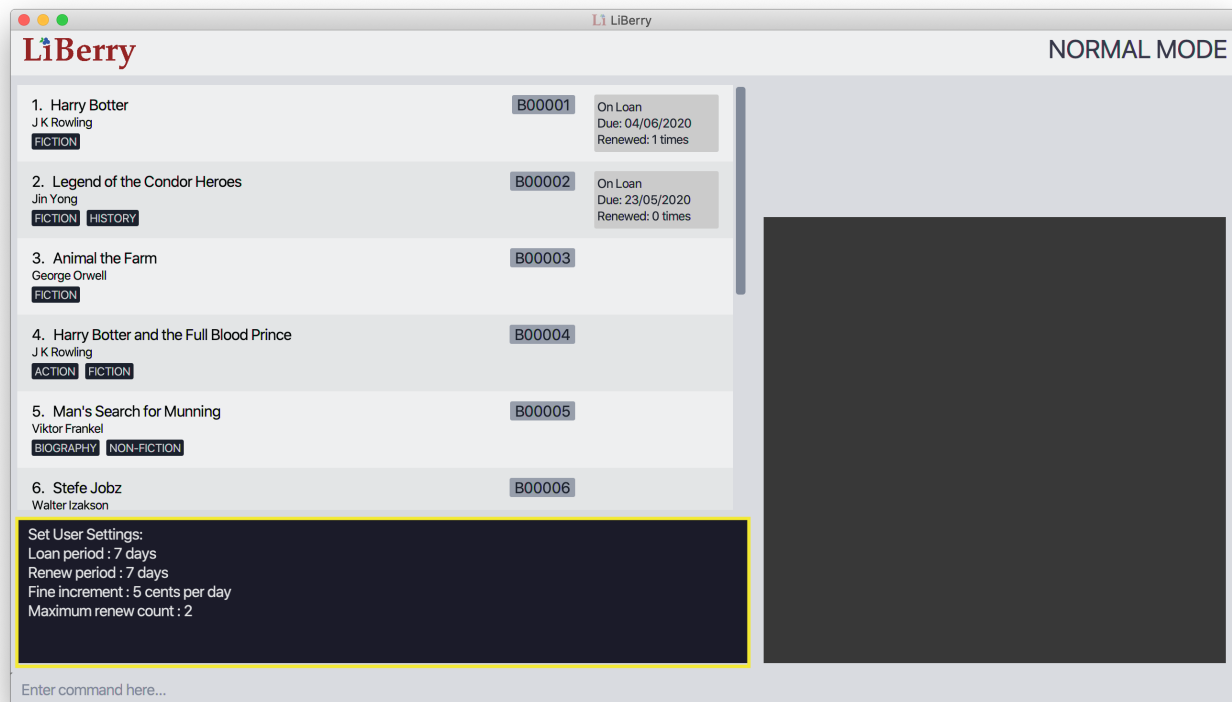 LiBerry
LiBerry
NORMAL MODE
1. Harry Botter
J K Rowling
FICTION
B00001
On Loan
Due: 04/06/2020
Renewed: 1 times
2. Legend of the Condor Heroes
Jin Yong
FICTION HISTORY
B00002
On Loan
Due: 23/05/2020
Renewed: 0 times
3. Animal the Farm
George Orwell
FICTION
B00003
4. Harry Botter and the Full Blood Prince
J K Rowling
ACTION FICTION
B00004
5. Man's Search for Munning
Viktor Frankel
BIOGRAPHY NON-FICTION
B00005
6. Stefe Jobz
Walter Izakson
B00006
Set User Settings:
Loan period : 7 days
Renew period : 7 days
Fine increment : 5 cents per day
Maximum renew count : 2
Enter command here...